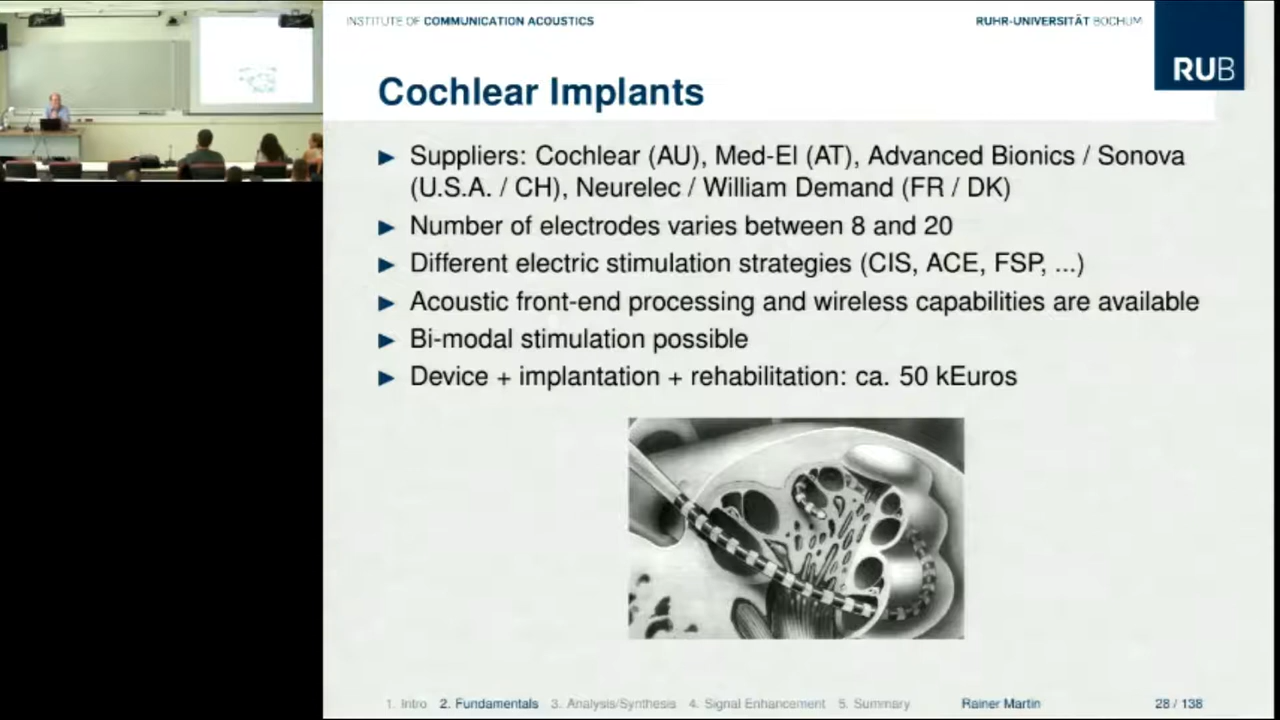 INSTITUTE OF COMMUNICATION ACOUSTICS
RUHR-UNIVERSITÄT BOCHUM
RUB
Cochlear Implants
Suppliers: Cochlear (AU), Med-El (AT), Advanced Bionics / Sonova
(U.S.A. / CH), Neurelec / William Demand (FR / DK)
Number of electrodes varies between 8 and 20
Different electric stimulation strategies (CIS, ACE, FSP, ...)
Acoustic front-end processing and wireless capabilities are available
Bi-modal stimulation possible
Device + implantation + rehabilitation: ca. 50 kEuros
1. Intro 2. Fundamentals 3. Analysis/Synthesis 4. Signal Enhancement 5. Summary Rainer Martin 28 / 138